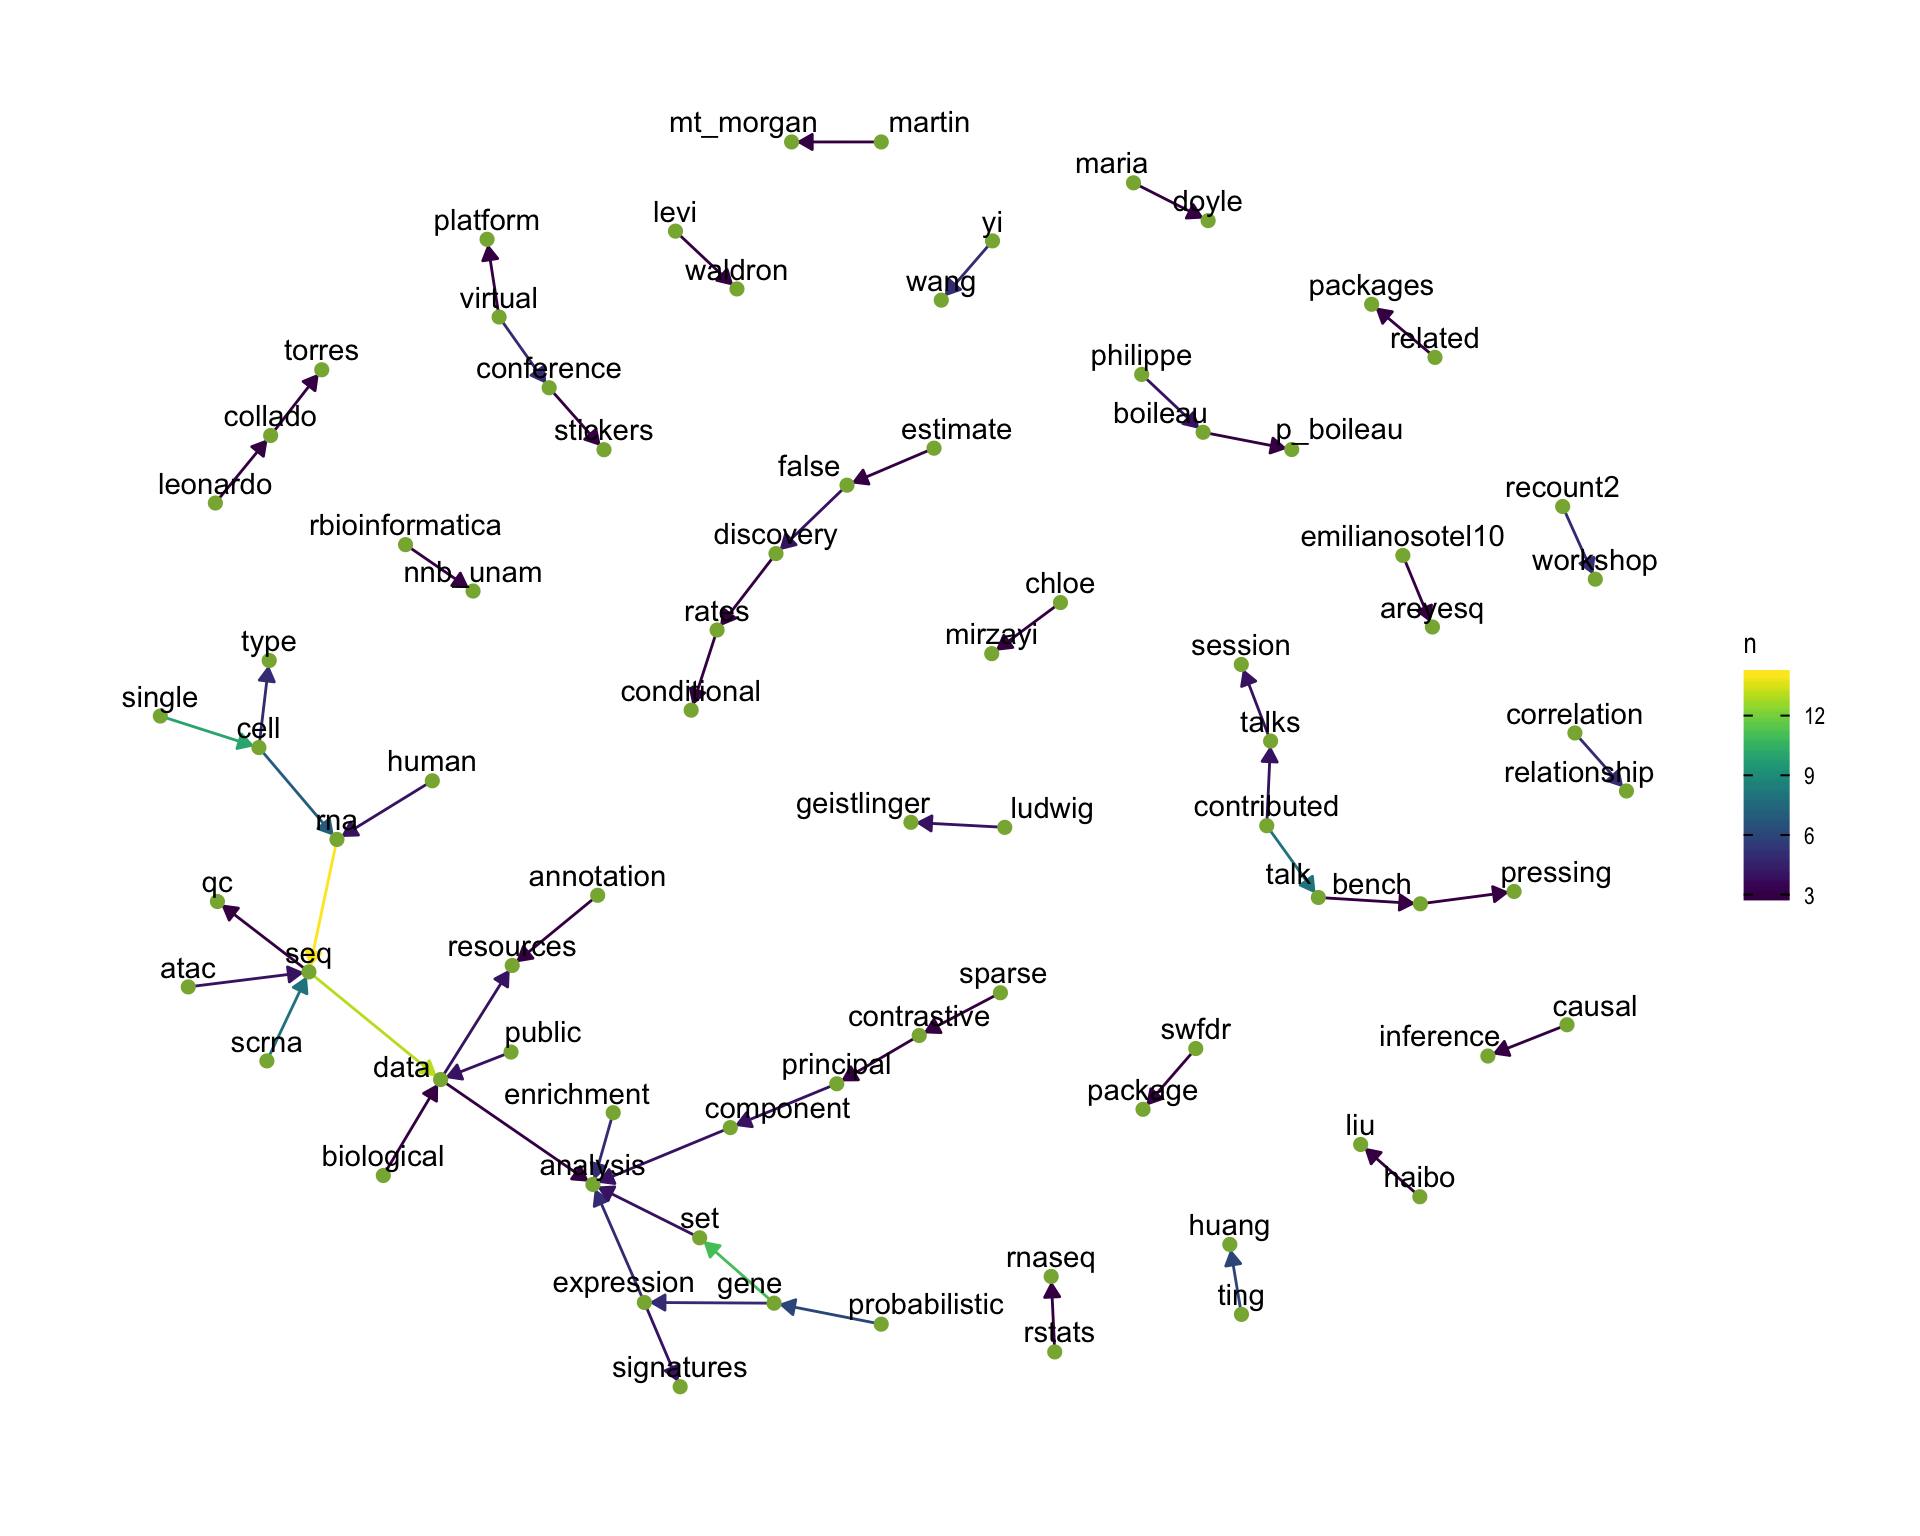 mt_morgan
martin
maria
doyle
platform
levi
yi
virtual
waldron
wang
packages
related
torres
conference
philippe
collado
stickers
estimate
boileau
p_boileau
false
leonardo
recount2
rbioinformatica
discovery
emilianosotel10
nnb_unam
workshop
chloe
rates
areyesq
mirzayi
type
session
single
conditional
cell
talks
correlation
human
relationship
rna
geistlinger
ludwig
contributed
qc
annotation
talk
bench
pressing
resources
seq
atac
sparse
contrastive
causal
scrna
public
swfdr
inference
data
principal
enrichment
component
package
biological
analysis
liu
haibo
set
huang
expression
gene
rnaseq
ting
probabilistic
rstats
signatures
n
12
9
6
3